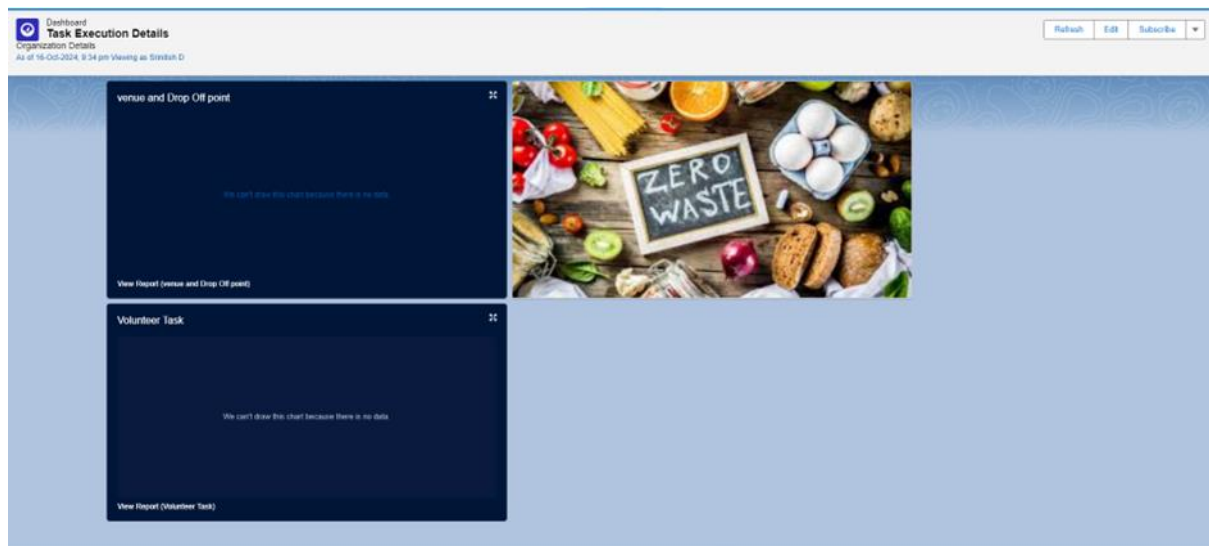 Dashboard
Task Execution Details
Organization Details
As of 16-Oct-2024, 8:34 pm Viewing as Srinitish D
Refresh
Edit
Subscribe
venue and Drop Off point
We can't draw this chart because there is no data.
View Report (venue and Drop Off point)
ZERO
WASTE
Volunteer Task
We can't draw this chart because there is no data.
View Report (Volunteer Task)